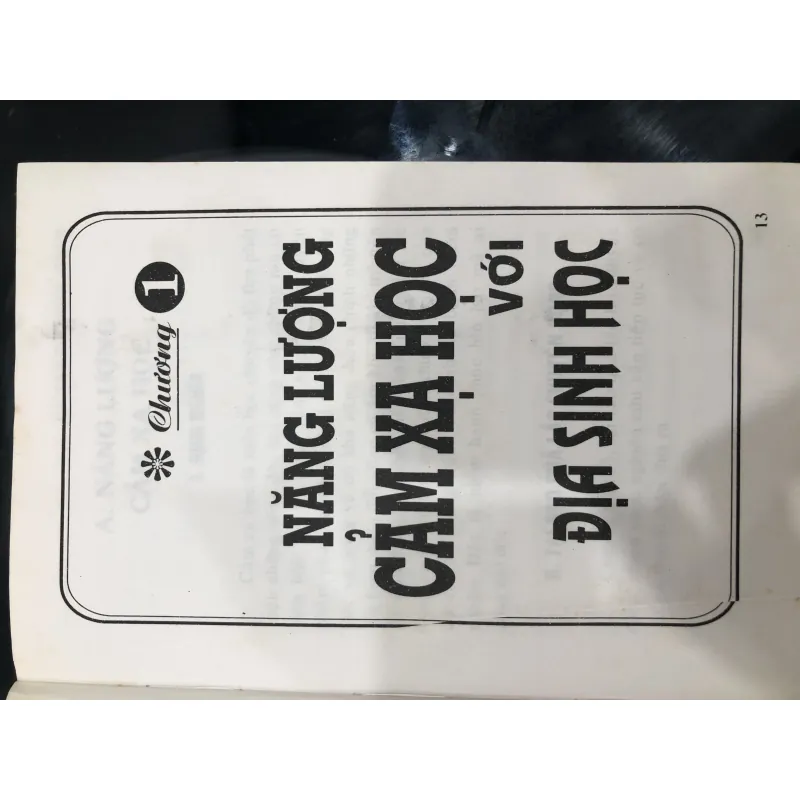 Chương 1
NĂNG LƯỢNG
CẢM XẠ HỌC
VỚI
ĐỊA SINH HỌC
13